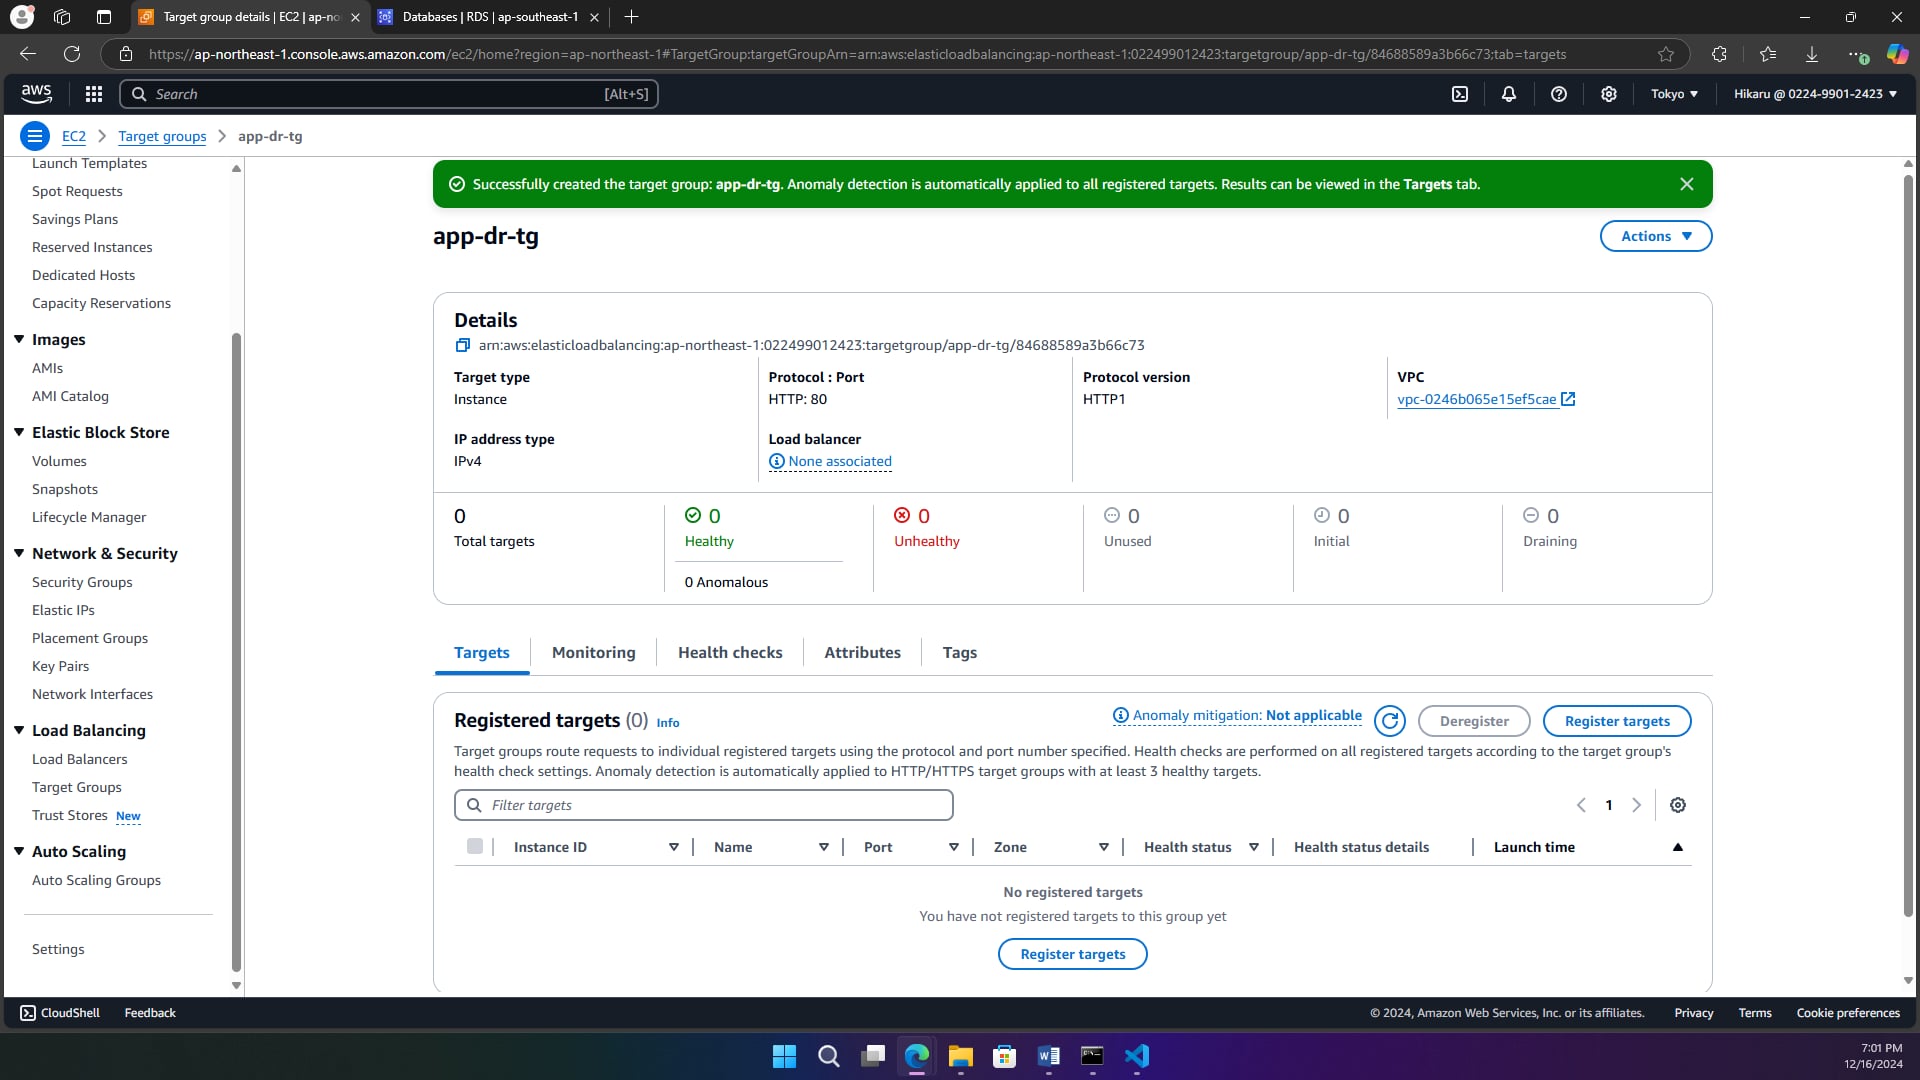 Target group details | EC2 | ap-no
Databases | RDS | ap-southeast-1
https://ap-northeast-1.console.aws.amazon.com/ec2/home?region=ap-northeast-1#TargetGroup:targetGroupArn=arn:aws:elasticloadbalancing:ap-northeast-1:022499012423:targetgroup/app-dr-tg/84688589a3b66c73;tab=targets
aws
Search
[Alt+S]
Tokyo
Hikaru @ 0224-9901-2423
EC2
Target groups
app-dr-tg
Launch Templates
Spot Requests
Savings Plans
Reserved Instances
Dedicated Hosts
Capacity Reservations
Images
AMIs
AMI Catalog
Elastic Block Store
Volumes
Snapshots
Lifecycle Manager
Network & Security
Security Groups
Elastic IPs
Placement Groups
Key Pairs
Network Interfaces
Load Balancing
Load Balancers
Target Groups
Trust Stores New
Auto Scaling
Auto Scaling Groups
Settings
Successfully created the target group: app-dr-tg. Anomaly detection is automatically applied to all registered targets. Results can be viewed in the Targets tab.
app-dr-tg
Actions
Details
arn:aws:elasticloadbalancing:ap-northeast-1:022499012423:targetgroup/app-dr-tg/84688589a3b66c73
Target type
Instance
Protocol : Port
HTTP: 80
Protocol version
HTTP1
VPC
vpc-0246b065e15ef5cae
IP address type
IPv4
Load balancer
None associated
0
Total targets
0
Healthy
0 Anomalous
0
Unhealthy
0
Unused
0
Initial
0
Draining
Targets
Monitoring
Health checks
Attributes
Tags
Registered targets (0) Info
Anomaly mitigation: Not applicable
Deregister
Register targets
Target groups route requests to individual registered targets using the protocol and port number specified. Health checks are performed on all registered targets according to the target group's
health check settings. Anomaly detection is automatically applied to HTTP/HTTPS target groups with at least 3 healthy targets.
Filter targets
1
Instance ID
Name
Port
Zone
Health status
Health status details
Launch time
No registered targets
You have not registered targets to this group yet
Register targets
CloudShell
Feedback
© 2024, Amazon Web Services, Inc. or its affiliates.
Privacy
Terms
Cookie preferences
7:01 PM
12/16/2024